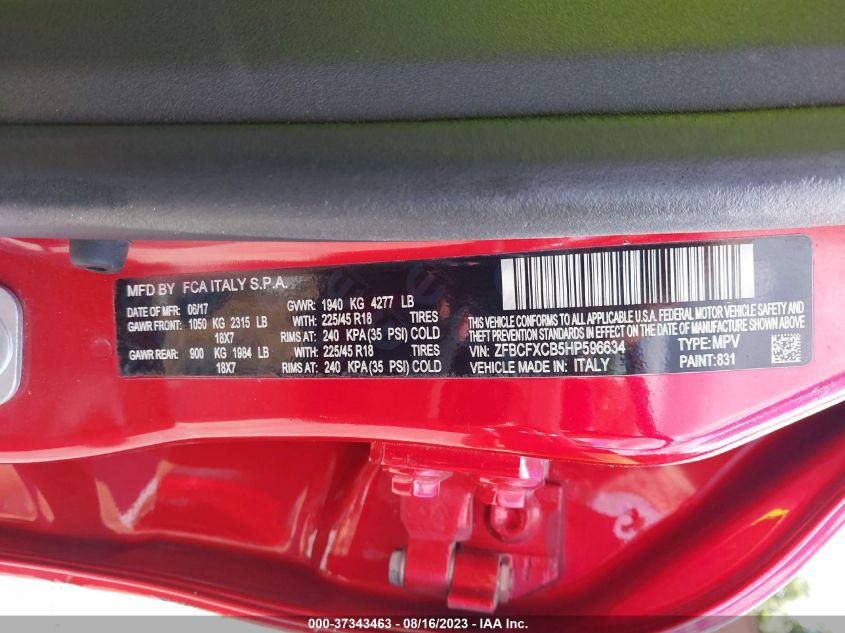 MFD BY FCA ITALY S.P.A.
DATE OF MFR: 06/17 GVWR: 1940 KG 4277 LB
GAWR FRONT: 1050 KG 2315 LB WITH: 225/45 R18 TIRES
18X7 RIMS AT: 240 KPA(35 PSI) COLD
GAWR REAR: 900 KG 1984 LB WITH: 225/45 R18 TIRES
18X7 RIMS AT: 240 KPA(35 PSI) COLD
THIS VEHICLE CONFORMS TO ALL APPLICABLE U.S.A. FEDERAL MOTOR VEHICLE SAFETY
THEFT PREVENTION STANDARDS IN EFFECT ON THE DATE OF MANUFACTURE SHOWN ABOVE
VIN: ZFBCFXCB5HP596634 TYPE: MPV
VEHICLE MADE IN: ITALY PAINT: 831
000-37343463 - 08/16/2023 - IAA Inc.